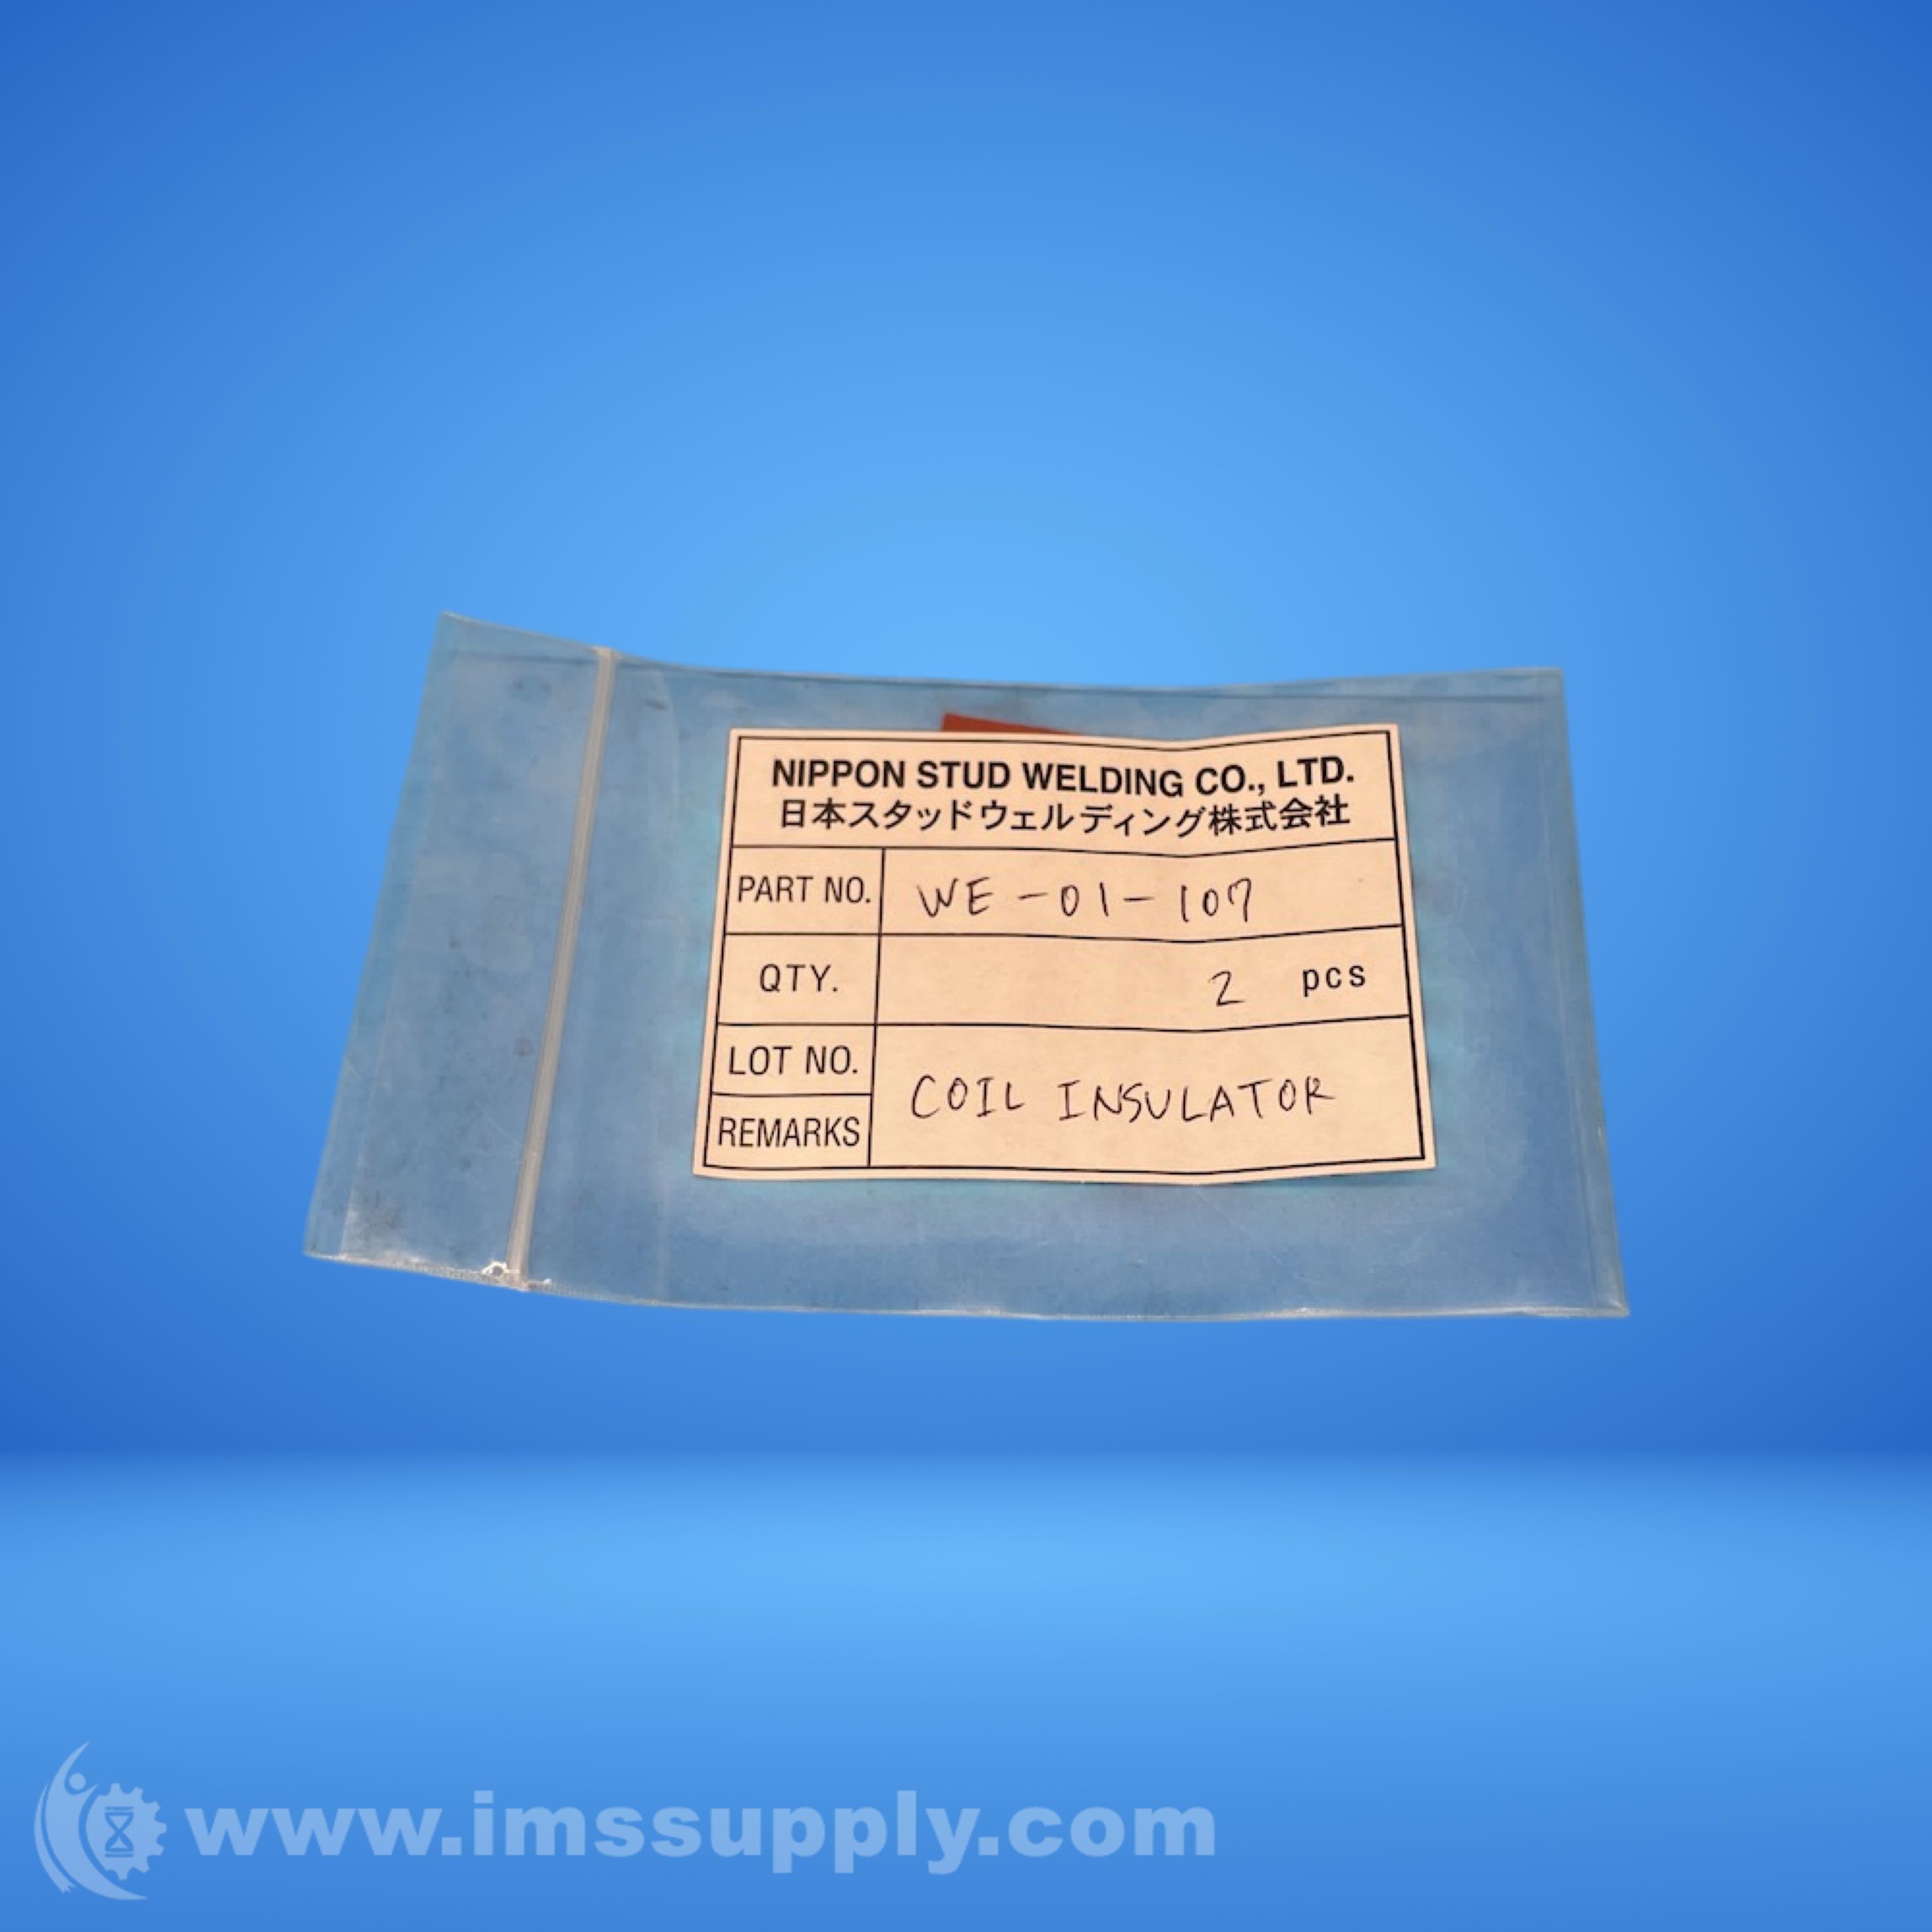 NIPPON STUD WELDING CO., LTD.
日本スタッドウェルディング株式会社
PART NO. WE-01-107
QTY. 2 pcs
LOT NO.
COIL INSULATOR
REMARKS
www.imssupply.com